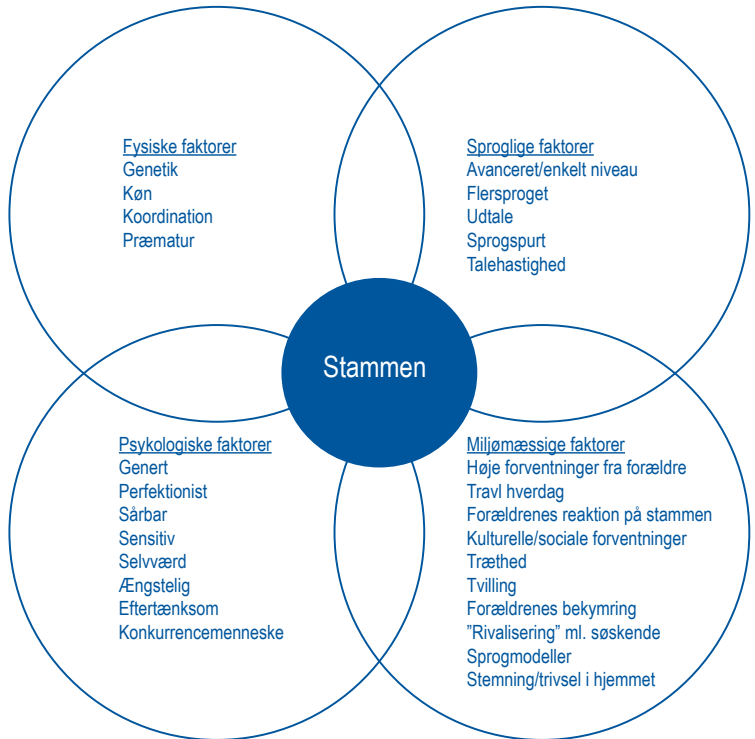 Fysiske faktorer
Genetik
Køn
Koordination
Præmatur
Sproglige faktorer
Avanceret/enkelt niveau
Flersproget
Udtale
Sprogspurt
Talehastighed
Stammen
Psykologiske faktorer
Genert
Perfektionist
Sårbar
Sensitiv
Selvværd
Ængstelig
Eftertænksom
Konkurrencemenneske
Miljømæssige faktorer
Høje forventninger fra forældre
Travl hverdag
Forældrenes reaktion på stammen
Kulturelle/sociale forventninger
Træthed
Tvilling
Forældrenes bekymring
”Rivalisering” ml. søskende
Sprogmodeller
Stemning/trivsel i hjemmet